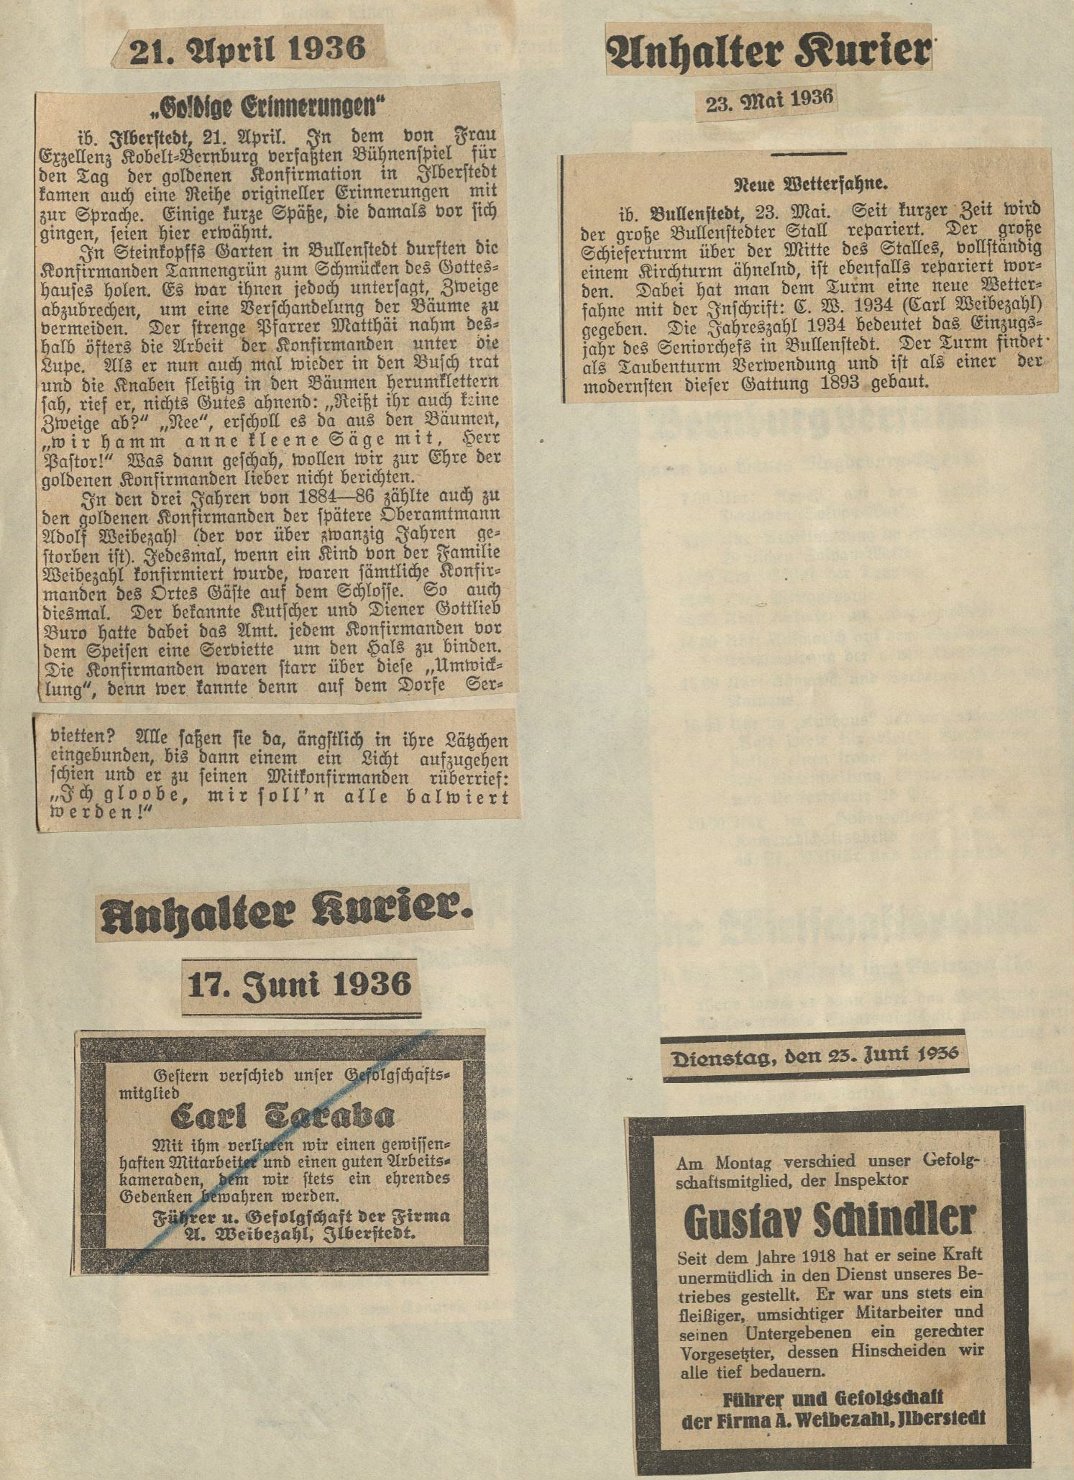 21. April 1936
„Goldige Erinnerungen“
ib. Ilberstedt, 21. April. In dem von Frau
Exzellenz Kobelt-Bernburg verfaßten Bühnenspiel für
den Tag der goldenen Konfirmation in Ilberstedt
kamen auch eine Reihe origineller Erinnerungen mit
zur Sprache. Einige kurze Späße, die damals vor sich
gingen, seien hier erwähnt.
In Steinkopffs Garten in Bullenstedt durften die
Konfirmanden Tannengrün zum Schmücken des Gottes-
hauses holen. Es war ihnen jedoch untersagt, Zweige
abzubrechen, um eine Verschandelung der Bäume zu
vermeiden. Der strenge Pfarrer Matthäi nahm des-
halb öfters die Arbeit der Konfirmanden unter die
Lupe. Als er nun auch mal wieder in den Busch trat
und die Knaben fleißig in den Bäumen herumklettern
sah, rief er, nichts Gutes ahnend: „Reißt ihr auch keine
Zweige ab?“ „Nee“, erscholl es da aus den Bäumen,
„wir hamm anne kleene Säge mit, Herr
Pastor!“ Was dann geschah, wollen wir zur Ehre der
goldenen Konfirmanden lieber nicht berichten.
In den drei Jahren von 1884—86 zählte auch zu
den goldenen Konfirmanden der spätere Oberamtmann
Adolf Weibezahl (der vor über zwanzig Jahren ge-
storben ist). Jedesmal, wenn ein Kind von der Familie
Weibezahl konfirmiert wurde, waren sämtliche Konfir-
manden des Ortes Gäste auf dem Schlosse. So auch
diesmal. Der bekannte Kutscher und Diener Gottlieb
Buro hatte dabei das Amt. jedem Konfirmanden vor
dem Speisen eine Serviette um den Hals zu binden.
Die Konfirmanden waren starr über diese „Umwick-
lung“, denn wer kannte denn auf dem Dorfe Ser-
vietten? Alle saßen sie da, ängstlich in ihre Lätzchen
eingebunden, bis dann einem ein Licht aufzugehen
schien und er zu seinen Mitkonfirmanden rüberrief:
„Ich gloobe, mir soll'n alle balwiert
werden!“
Anhalter Kurier.
17. Juni 1936
Gestern verschied unser Gefolgschafts-
mitglied
Carl Taraba
Mit ihm verlieren wir einen gewissen-
haften Mitarbeiter und einen guten Arbeits-
kameraden, dem wir stets ein ehrendes
Gedenken bewahren werden.
Führer u. Gefolgschaft der Firma
A. Weibezahl, Ilberstedt.
Anhalter Kurier
23. Mai 1936
Neue Wetterfahne.
ib. Bullenstedt, 23. Mai. Seit kurzer Zeit wird
der große Bullenstedter Stall repariert. Der große
Schieferturm über der Mitte des Stalles, vollständig
einem Kirchturm ähnelnd, ist ebenfalls repariert wor-
den. Dabei hat man dem Turm eine neue Wetter-
fahne mit der Inschrift: C. W. 1934 (Carl Weibezahl)
gegeben. Die Jahreszahl 1934 bedeutet das Einzugs-
jahr des Seniorchefs in Bullenstedt. Der Turm findet
als Taubenturm Verwendung und ist als einer der
modernsten dieser Gattung 1893 gebaut.
Dienstag, den 23. Juni 1936
Am Montag verschied unser Gefolg-
schaftsmitglied, der Inspektor
Gustav Schindler
Seit dem Jahre 1918 hat er seine Kraft
unermüdlich in den Dienst unseres Be-
triebes gestellt. Er war uns stets ein
fleißiger, umsichtiger Mitarbeiter und
seinen Untergebenen ein gerechter
Vorgesetzter, dessen Hinscheiden wir
alle tief bedauern.
Führer und Gefolgschaft
der Firma A. Weibezahl, Ilberstedt